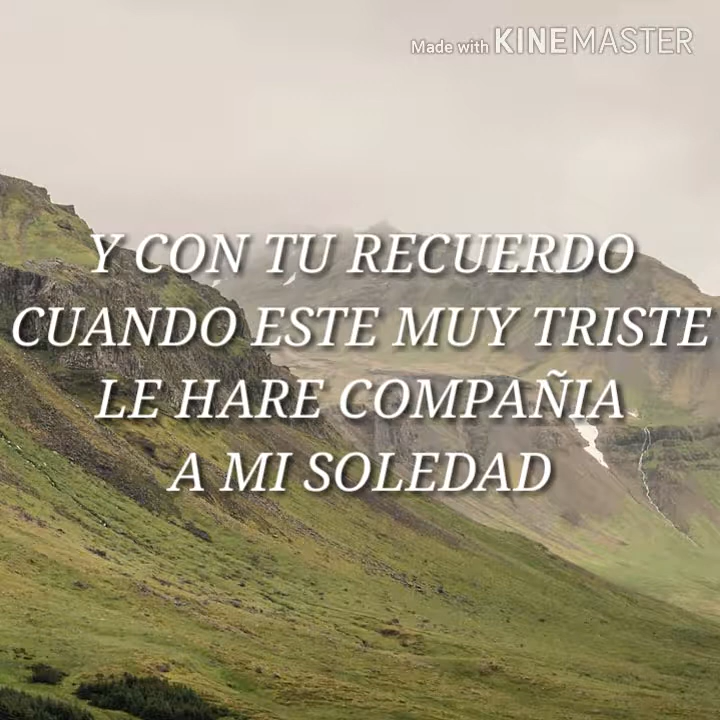 Made with KINEMASTER
Y CON TU RECUERDO
CUANDO ESTE MUY TRISTE
LE HARE COMPAÑIA
A MI SOLEDAD